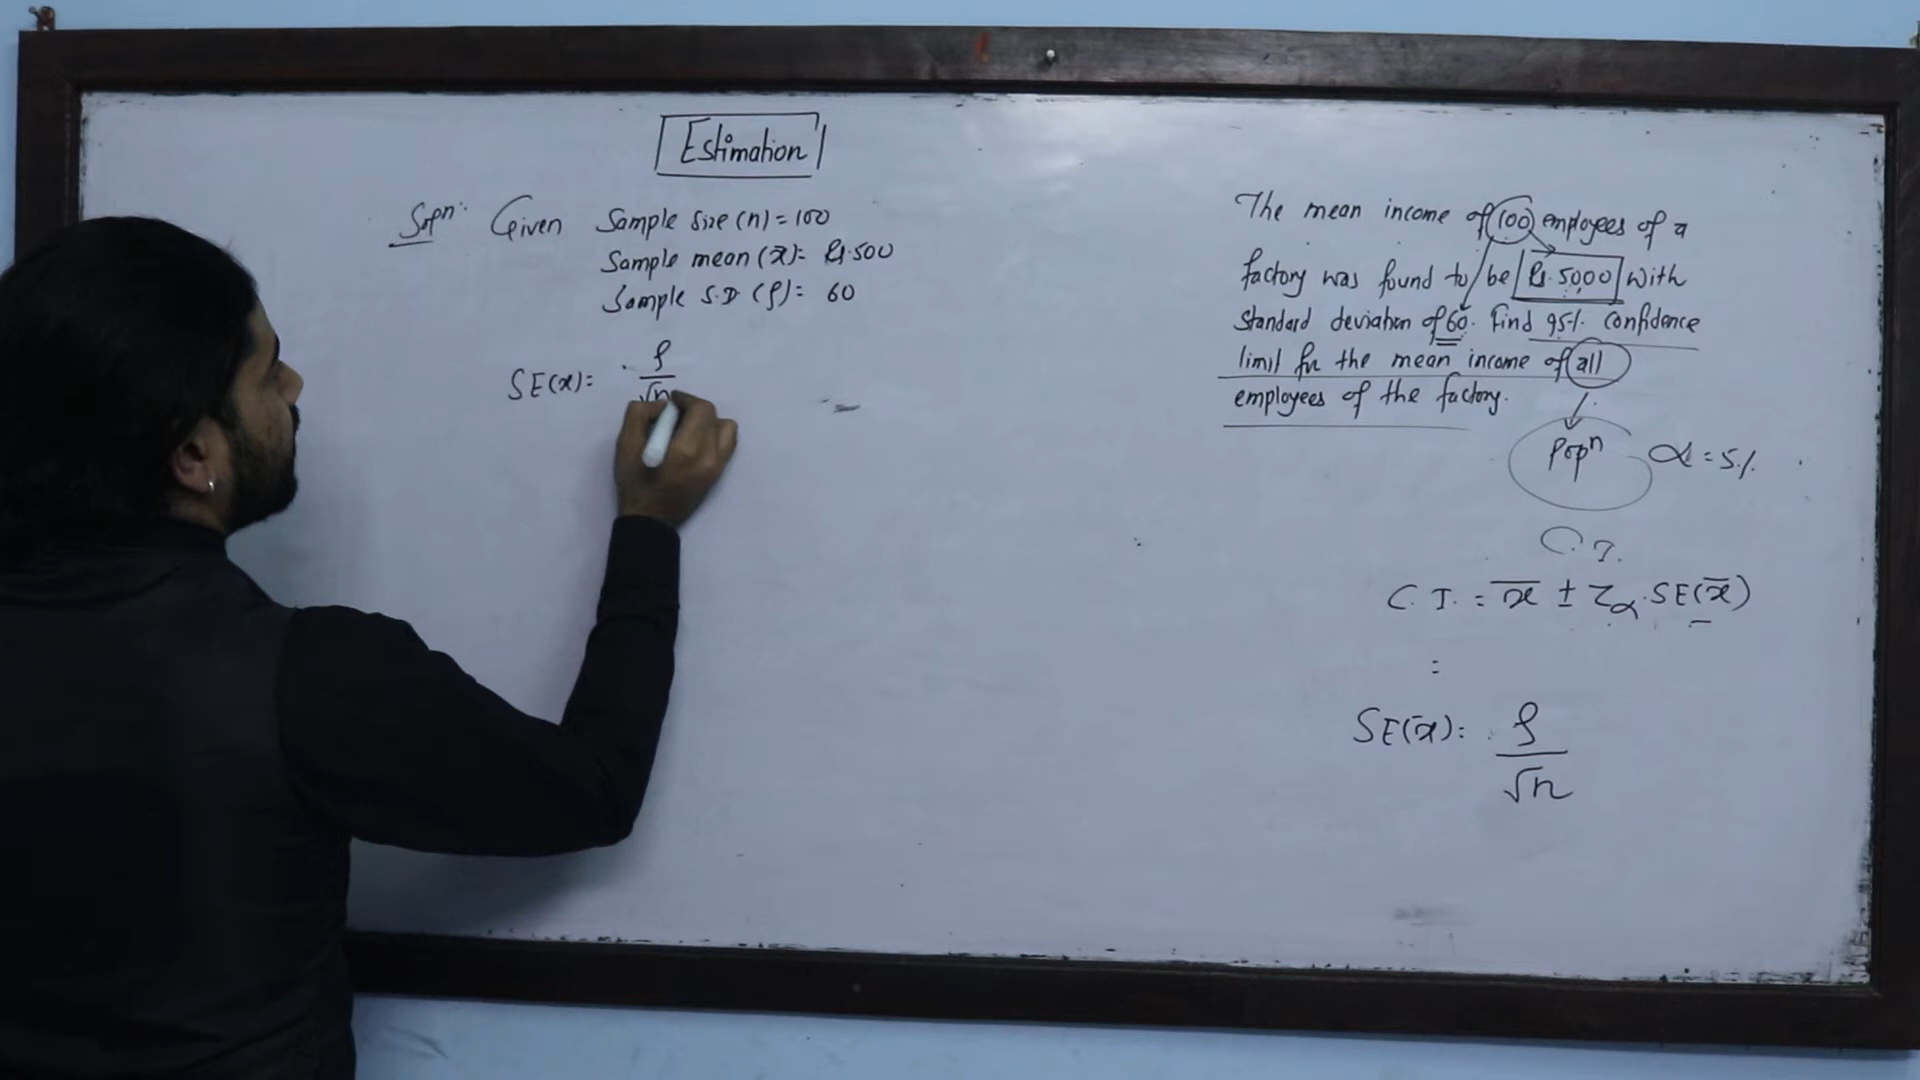 Estimation
Solⁿ: Given Sample size (n) = 100
Sample mean (x̄) = Rs. 500
Sample S.D (s) = 60
SE(x) = s
√n
The mean income of 100 employees of a
factory was found to be Rs. 5000 with
standard deviation of 60. Find 95% confidence
limit for the mean income of all
employees of the factory.
Popⁿ α = 5%
C.I.
C.I. = x̄ ± Zα.SE(x̄)
=
SE(x̄) = s
√n